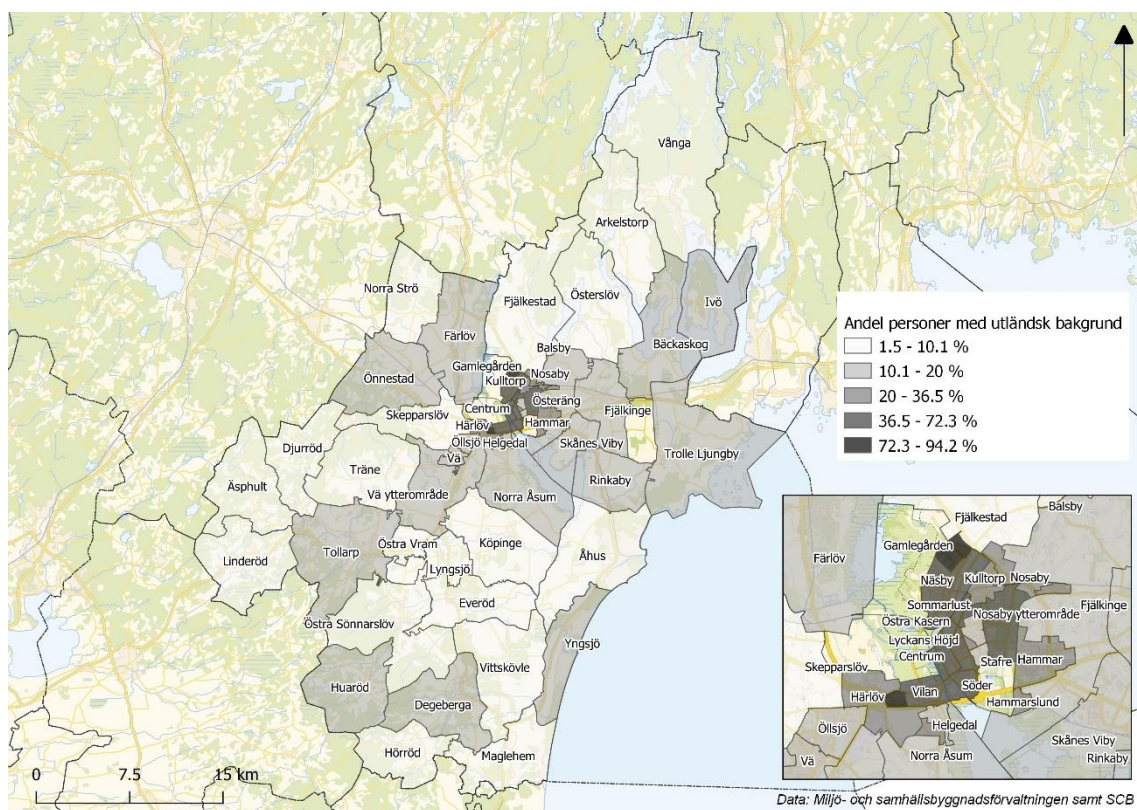 Vånga
Arkelstorp
Norra Strö
Fjälkestad
Österslöv
Ivö
Färlöv
Bäckaskog
Balsby
Gamlegården
Nosaby
Önnestad
Kulltorp
Österäng
Centrum
Fjälkinge
Skepparslöv
Härlöv
Hammar
Öllsjö
Helgedal
Skånes Viby
Djurröd
Vä
Trolle Ljungby
Träne
Rinkaby
Äsphult
Vä ytterområde
Norra Åsum
Östra Vram
Köpinge
Tollarp
Åhus
Linderöd
Lyngsjö
Everöd
Östra Sönnarslöv
Yngsjö
Vittskövle
Huaröd
Degeberga
Hörröd
Maglehem
0
7.5
15 km
Andel personer med utländsk bakgrund
1.5 - 10.1 %
10.1 - 20 %
20 - 36.5 %
36.5 - 72.3 %
72.3 - 94.2 %
Balsby
Fjälkestad
Gamlegården
Färlöv
Näsby
Kulltorp
Nosaby
Sommarlust
Nosaby ytterområde
Fjälkinge
Östra Kasern
Lyckans Höjd
Centrum
Stafre
Hammar
Skepparslöv
Söder
Härlöv
Vilan
Hammarslund
Öllsjö
Helgedal
Skånes Viby
Vä
Norra Åsum
Rinkaby
Data: Miljö- och samhällsbyggnadsförvaltningen samt SCB